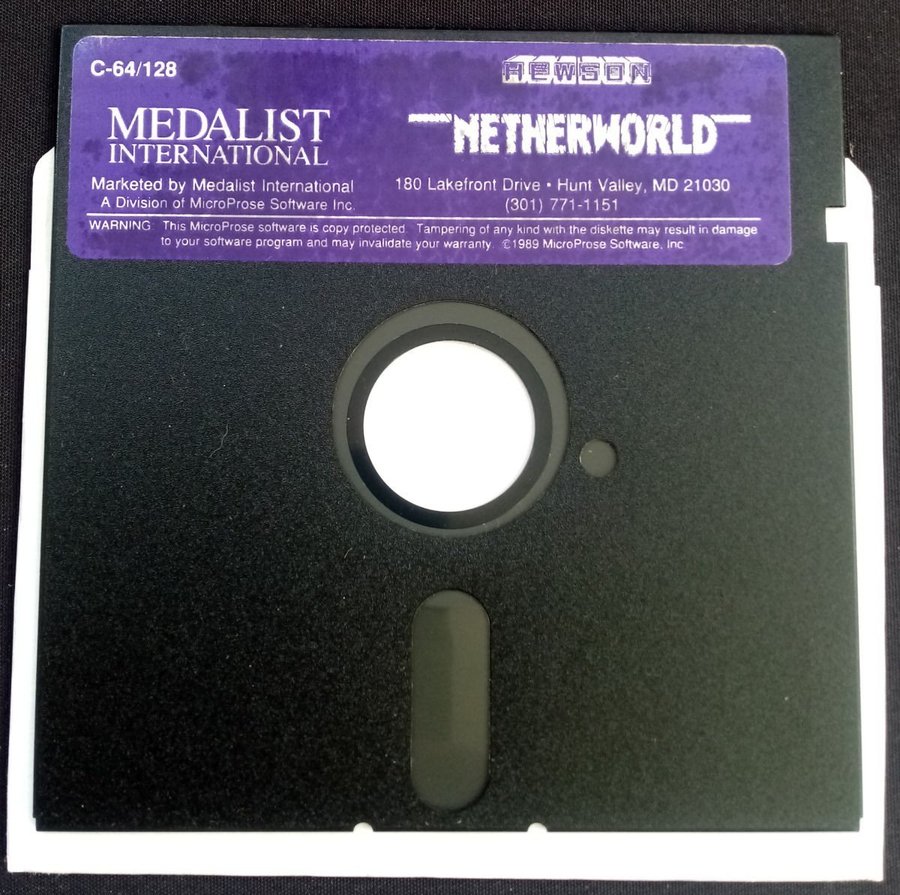 C-64/128
HEWSON
MEDALIST
INTERNATIONAL
NETHERWORLD
Marketed by Medalist International
A Division of MicroProse Software Inc.
180 Lakefront Drive • Hunt Valley, MD 21030
(301) 771-1151
WARNING This MicroProse software is copy protected Tampering of any kind with the diskette may result in damage
to your software program and may invalidate your warranty. ©1989 MicroProse Software, Inc